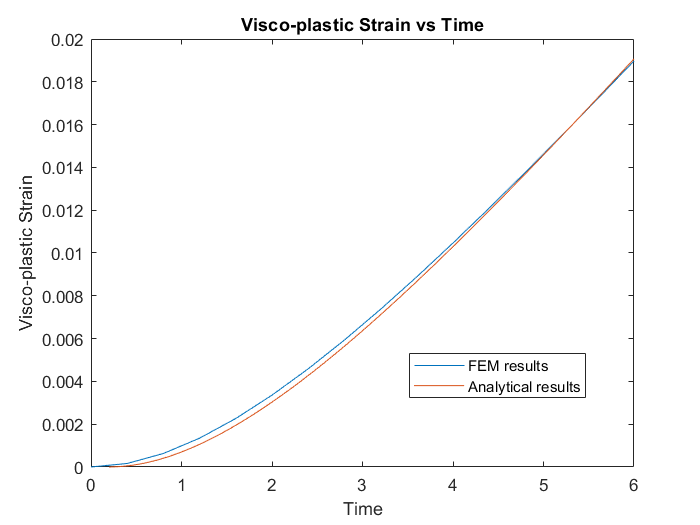 Visco-plastic Strain vs Time
0.02
0.018
0.016
0.014
0.012
0.01
0.008
0.006
0.004
0.002
0
Visco-plastic Strain
FEM results
Analytical results
0 1 2 3 4 5 6
Time